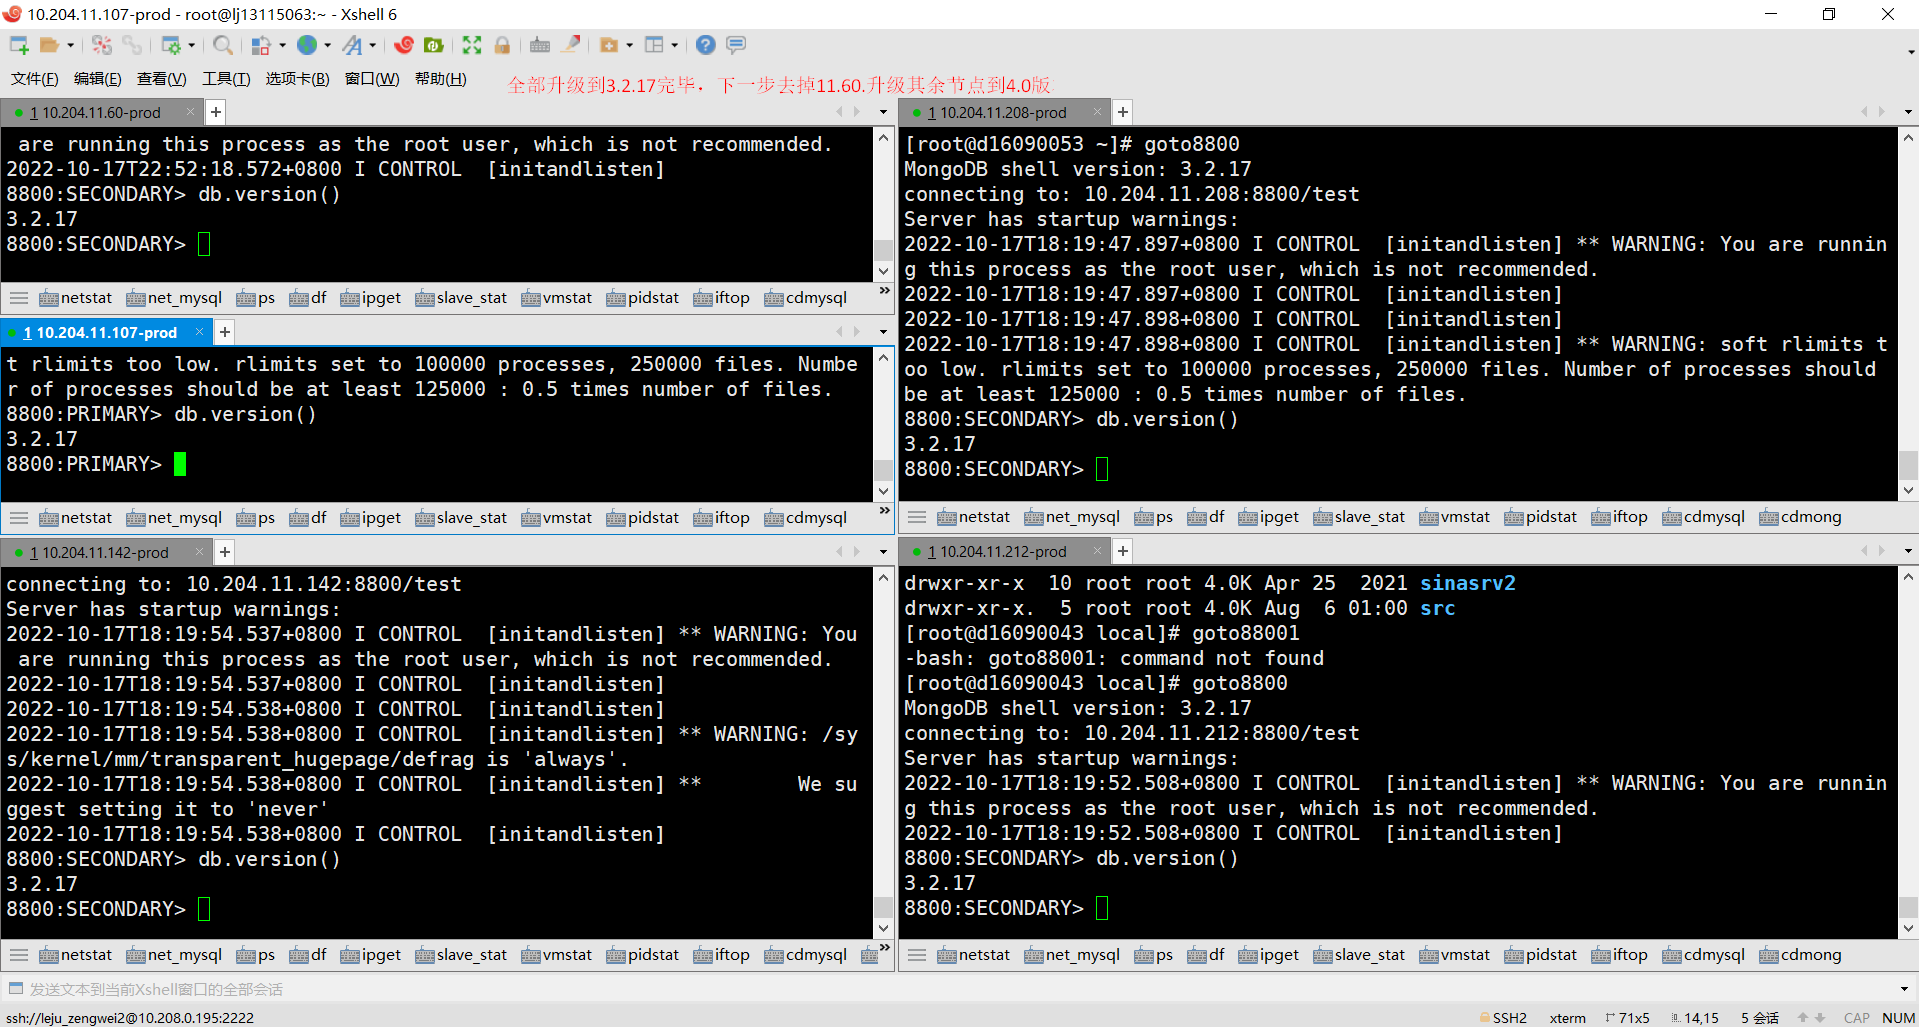 10.204.11.107-prod - root@lj13115063:~ - Xshell 6
文件(F) 编辑(E) 查看(V) 工具(T) 选项卡(B) 窗口(W) 帮助(H)
全部升级到3.2.17完毕，下一步去掉11.60.升级其余节点到4.0版
1 10.204.11.60-prod
are running this process as the root user, which is not recommended.
2022-10-17T22:52:18.572+0800 I CONTROL  [initandlisten]
8800:SECONDARY> db.version()
3.2.17
8800:SECONDARY>
netstat net_mysql ps df ipget slave_stat vmstat pidstat iftop cdmysql »
1 10.204.11.107-prod
t rlimits too low. rlimits set to 100000 processes, 250000 files. Numbe
r of processes should be at least 125000 : 0.5 times number of files.
8800:PRIMARY> db.version()
3.2.17
8800:PRIMARY>
netstat net_mysql ps df ipget slave_stat vmstat pidstat iftop cdmysql »
1 10.204.11.142-prod
connecting to: 10.204.11.142:8800/test
Server has startup warnings:
2022-10-17T18:19:54.537+0800 I CONTROL  [initandlisten] ** WARNING: You
are running this process as the root user, which is not recommended.
2022-10-17T18:19:54.537+0800 I CONTROL  [initandlisten]
2022-10-17T18:19:54.538+0800 I CONTROL  [initandlisten]
2022-10-17T18:19:54.538+0800 I CONTROL  [initandlisten] ** WARNING: /sy
s/kernel/mm/transparent_hugepage/defrag is 'always'.
2022-10-17T18:19:54.538+0800 I CONTROL  [initandlisten] **        We su
ggest setting it to 'never'
2022-10-17T18:19:54.538+0800 I CONTROL  [initandlisten]
8800:SECONDARY> db.version()
3.2.17
8800:SECONDARY>
netstat net_mysql ps df ipget slave_stat vmstat pidstat iftop cdmysql »
1 10.204.11.208-prod
[root@d16090053 ~]# goto8800
MongoDB shell version: 3.2.17
connecting to: 10.204.11.208:8800/test
Server has startup warnings:
2022-10-17T18:19:47.897+0800 I CONTROL  [initandlisten] ** WARNING: You are runnin
g this process as the root user, which is not recommended.
2022-10-17T18:19:47.897+0800 I CONTROL  [initandlisten]
2022-10-17T18:19:47.898+0800 I CONTROL  [initandlisten]
2022-10-17T18:19:47.898+0800 I CONTROL  [initandlisten] ** WARNING: soft rlimits t
oo low. rlimits set to 100000 processes, 250000 files. Number of processes should
be at least 125000 : 0.5 times number of files.
8800:SECONDARY> db.version()
3.2.17
8800:SECONDARY>
netstat net_mysql ps df ipget slave_stat vmstat pidstat iftop cdmysql cdmong
1 10.204.11.212-prod
drwxr-xr-x  10 root root 4.0K Apr 25  2021 sinasrv2
drwxr-xr-x.  5 root root 4.0K Aug  6 01:00 src
[root@d16090043 local]# goto88001
-bash: goto88001: command not found
[root@d16090043 local]# goto8800
MongoDB shell version: 3.2.17
connecting to: 10.204.11.212:8800/test
Server has startup warnings:
2022-10-17T18:19:52.508+0800 I CONTROL  [initandlisten] ** WARNING: You are runnin
g this process as the root user, which is not recommended.
2022-10-17T18:19:52.508+0800 I CONTROL  [initandlisten]
8800:SECONDARY> db.version()
3.2.17
8800:SECONDARY>
netstat net_mysql ps df ipget slave_stat vmstat pidstat iftop cdmysql cdmong
发送文本到当前Xshell窗口的全部会话
ssh://leju_zengwei2@10.208.0.195:2222 SSH2 xterm 71x5 14,15 5 会话 CAP NUM